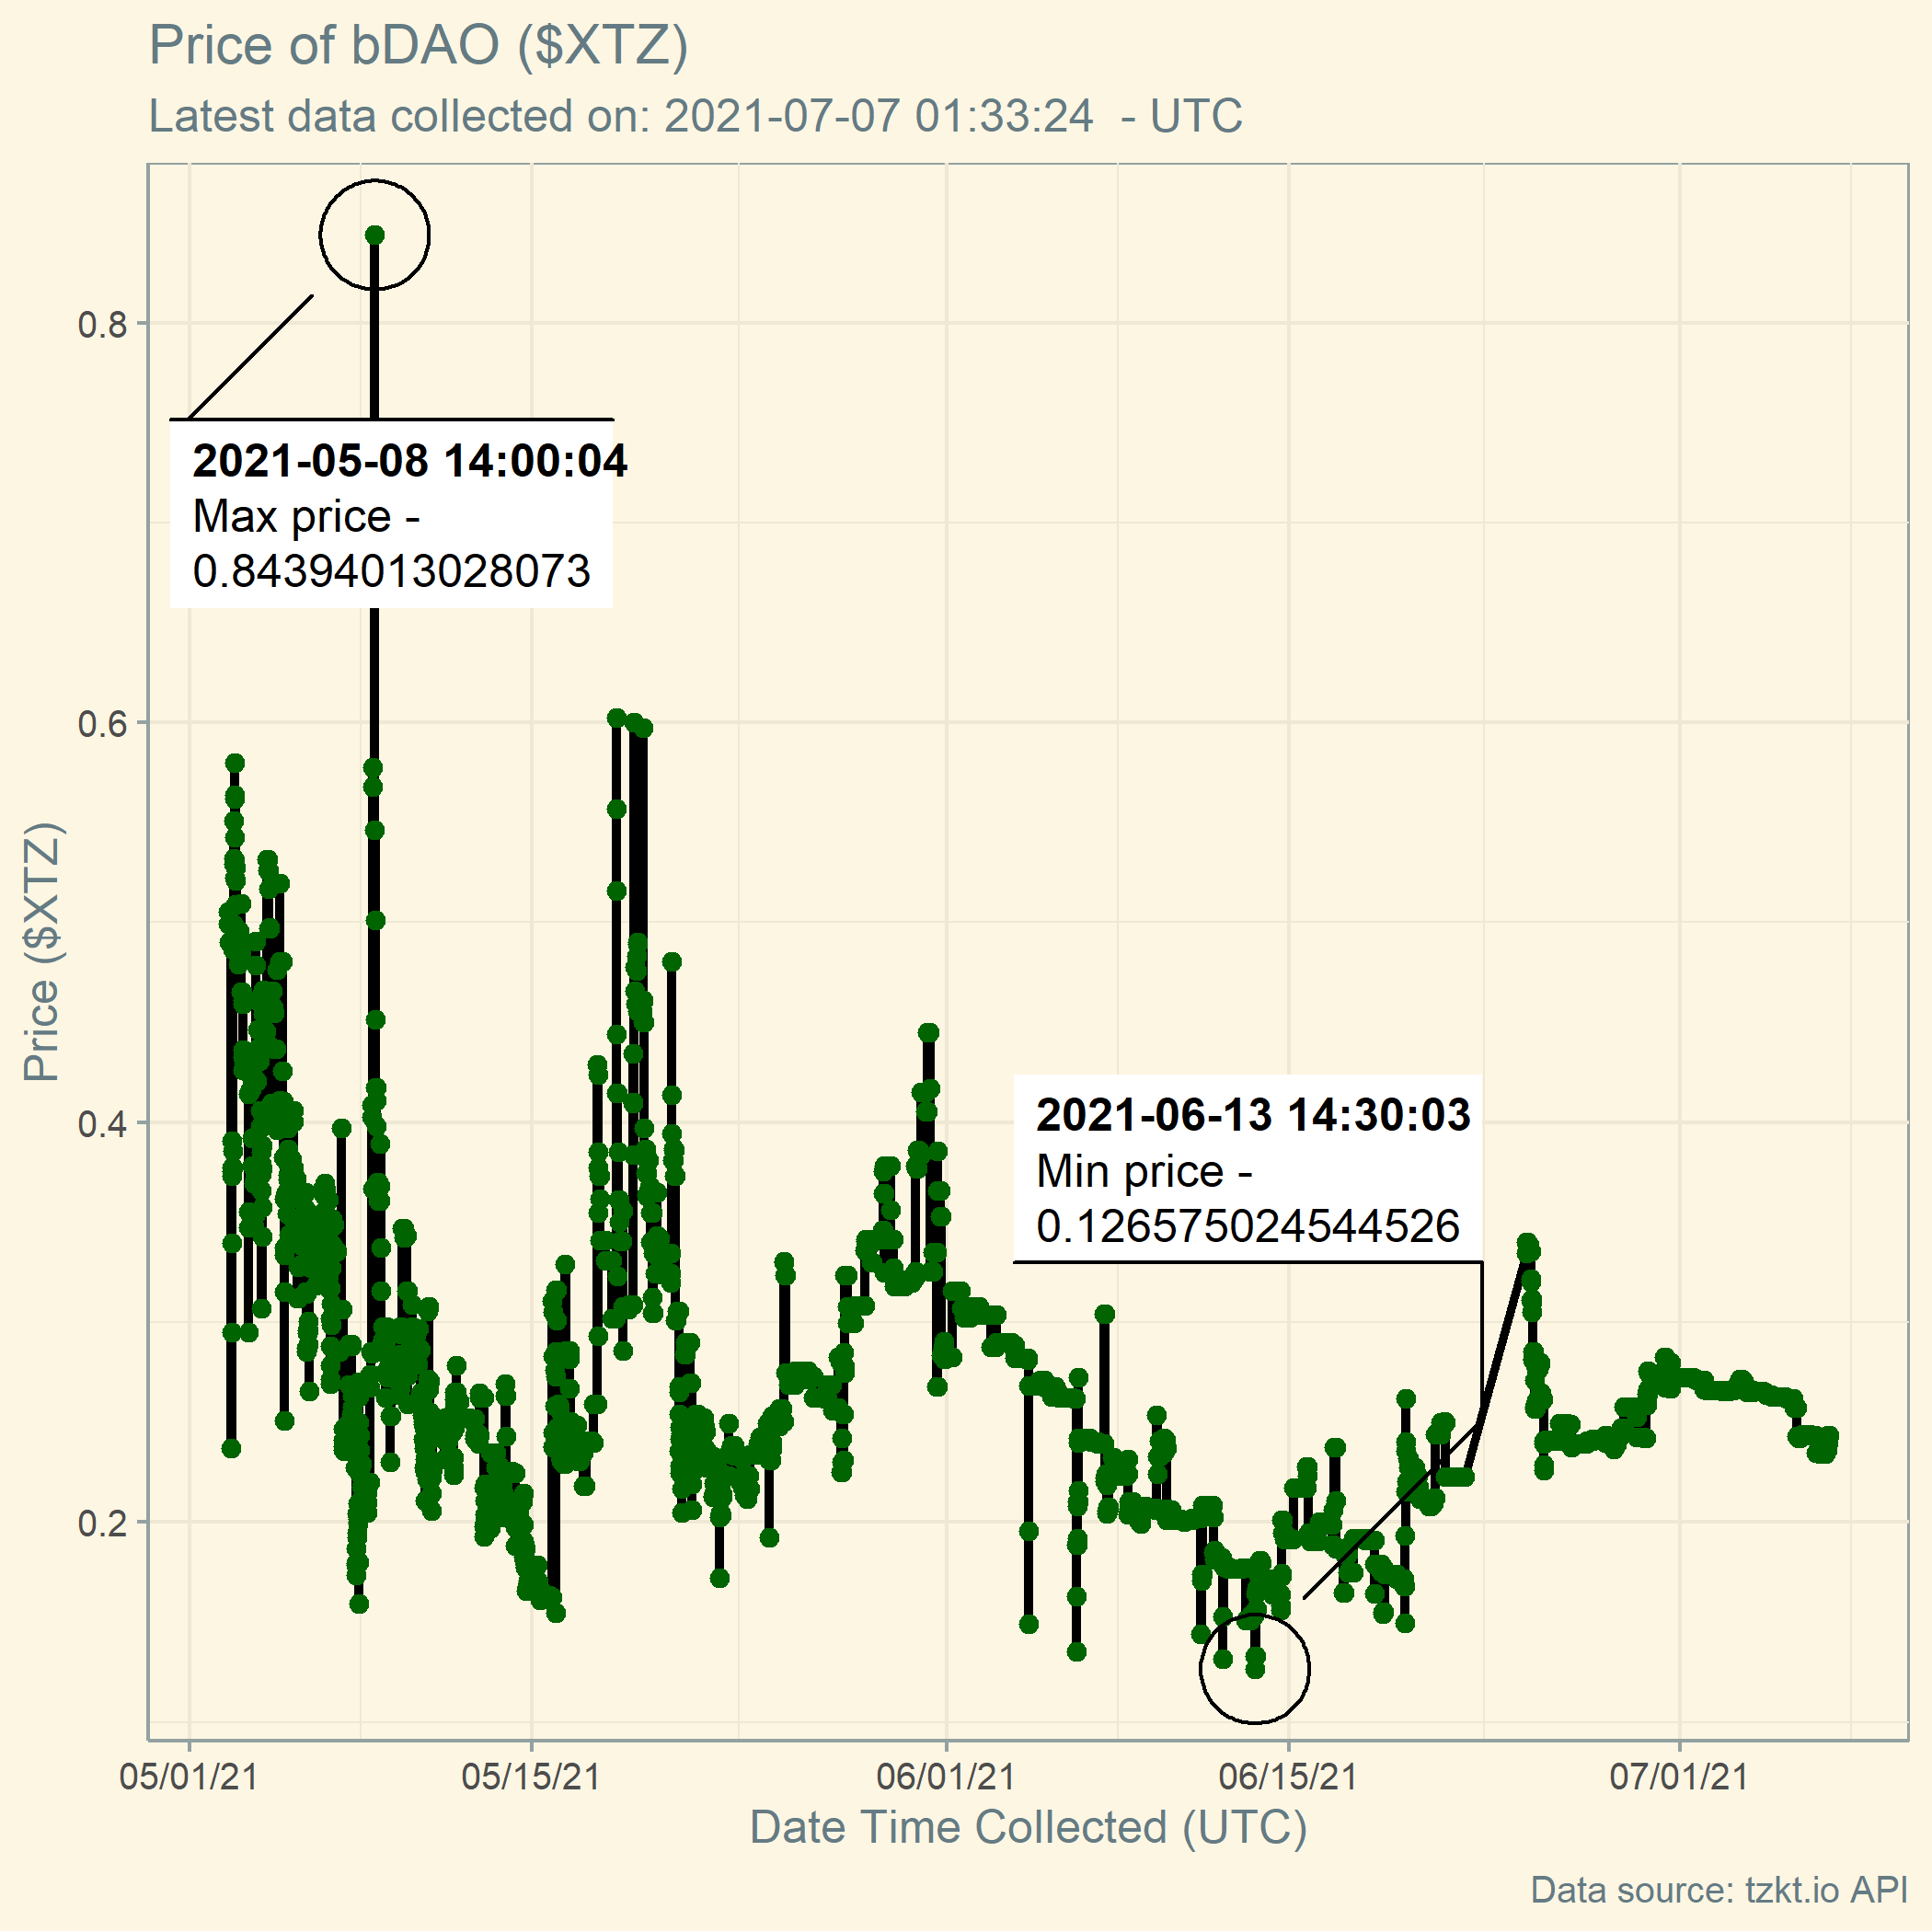 Price of bDAO ($XTZ)
Latest data collected on: 2021-07-07 01:33:24  - UTC
0.8
0.6
0.4
0.2
Price ($XTZ)
2021-05-08 14:00:04
Max price -
0.84394013028073
2021-06-13 14:30:03
Min price -
0.126575024544526
05/01/21
05/15/21
06/01/21
06/15/21
07/01/21
Date Time Collected (UTC)
Data source: tzkt.io API